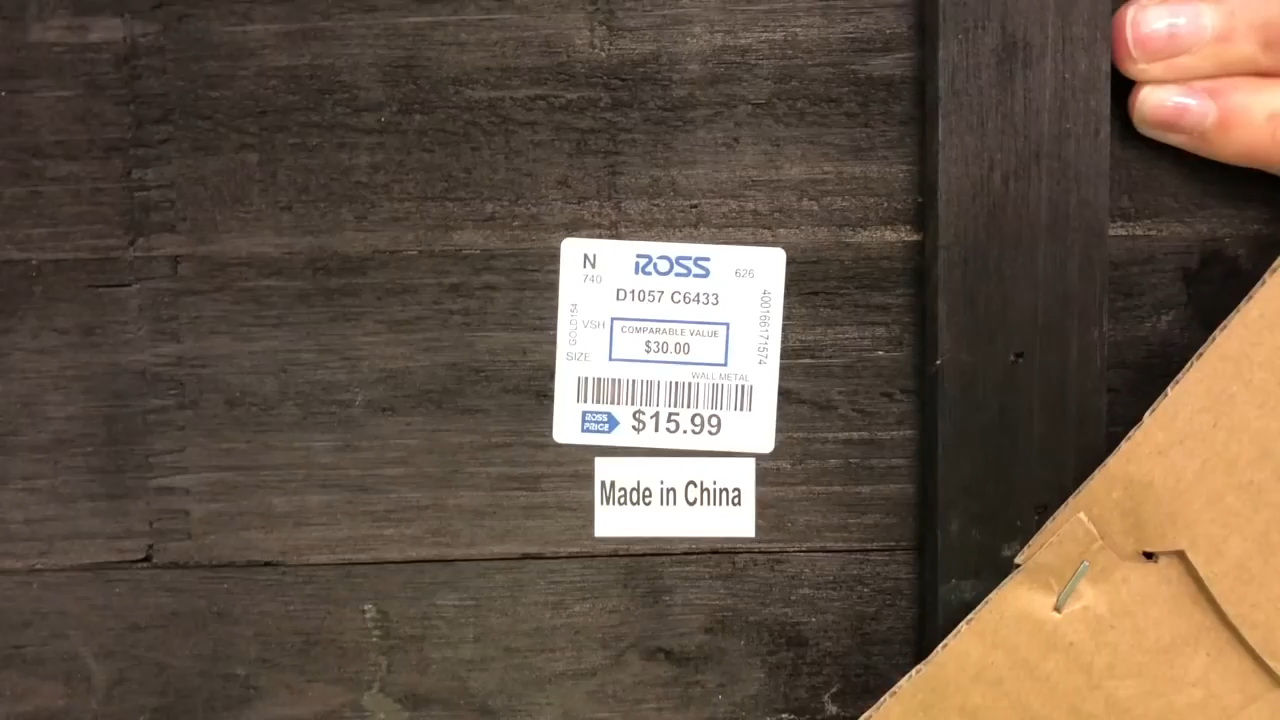 N ROSS 626
740
D1057 C6433
GOLD154
VSH
SIZE
COMPARABLE VALUE
$30.00
400166171574
WALL METAL
ROSS
PRICE
$15.99
Made in China